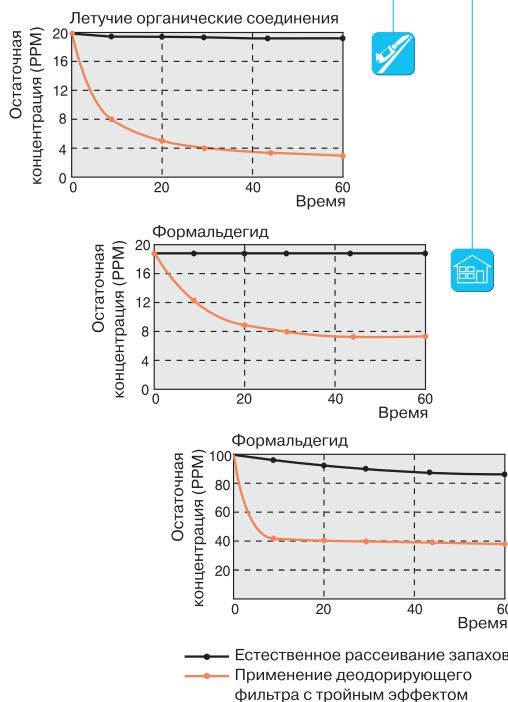 Летучие органические соединения
Остаточная
концентрация (PPM)
20
16
12
8
4
0
0
20
40
60
Время
Формальдегид
Остаточная
концентрация (PPM)
20
16
12
8
4
0
0
20
40
60
Время
Формальдегид
Остаточная
концентрация (PPM)
100
80
60
40
20
0
20
40
60
Время
Естественное рассеивание запахов
Применение деодорирующего
фильтра с тройным эффектом